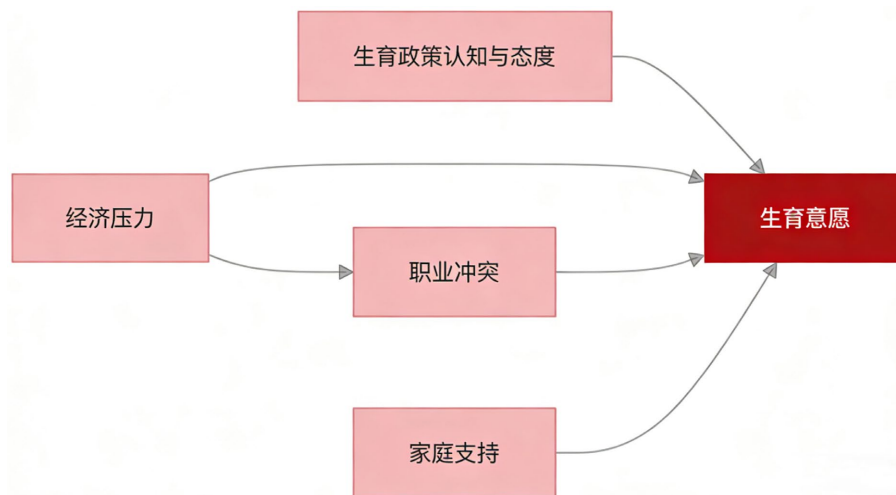 生育政策认知与态度
经济压力
生育意愿
职业冲突
家庭支持